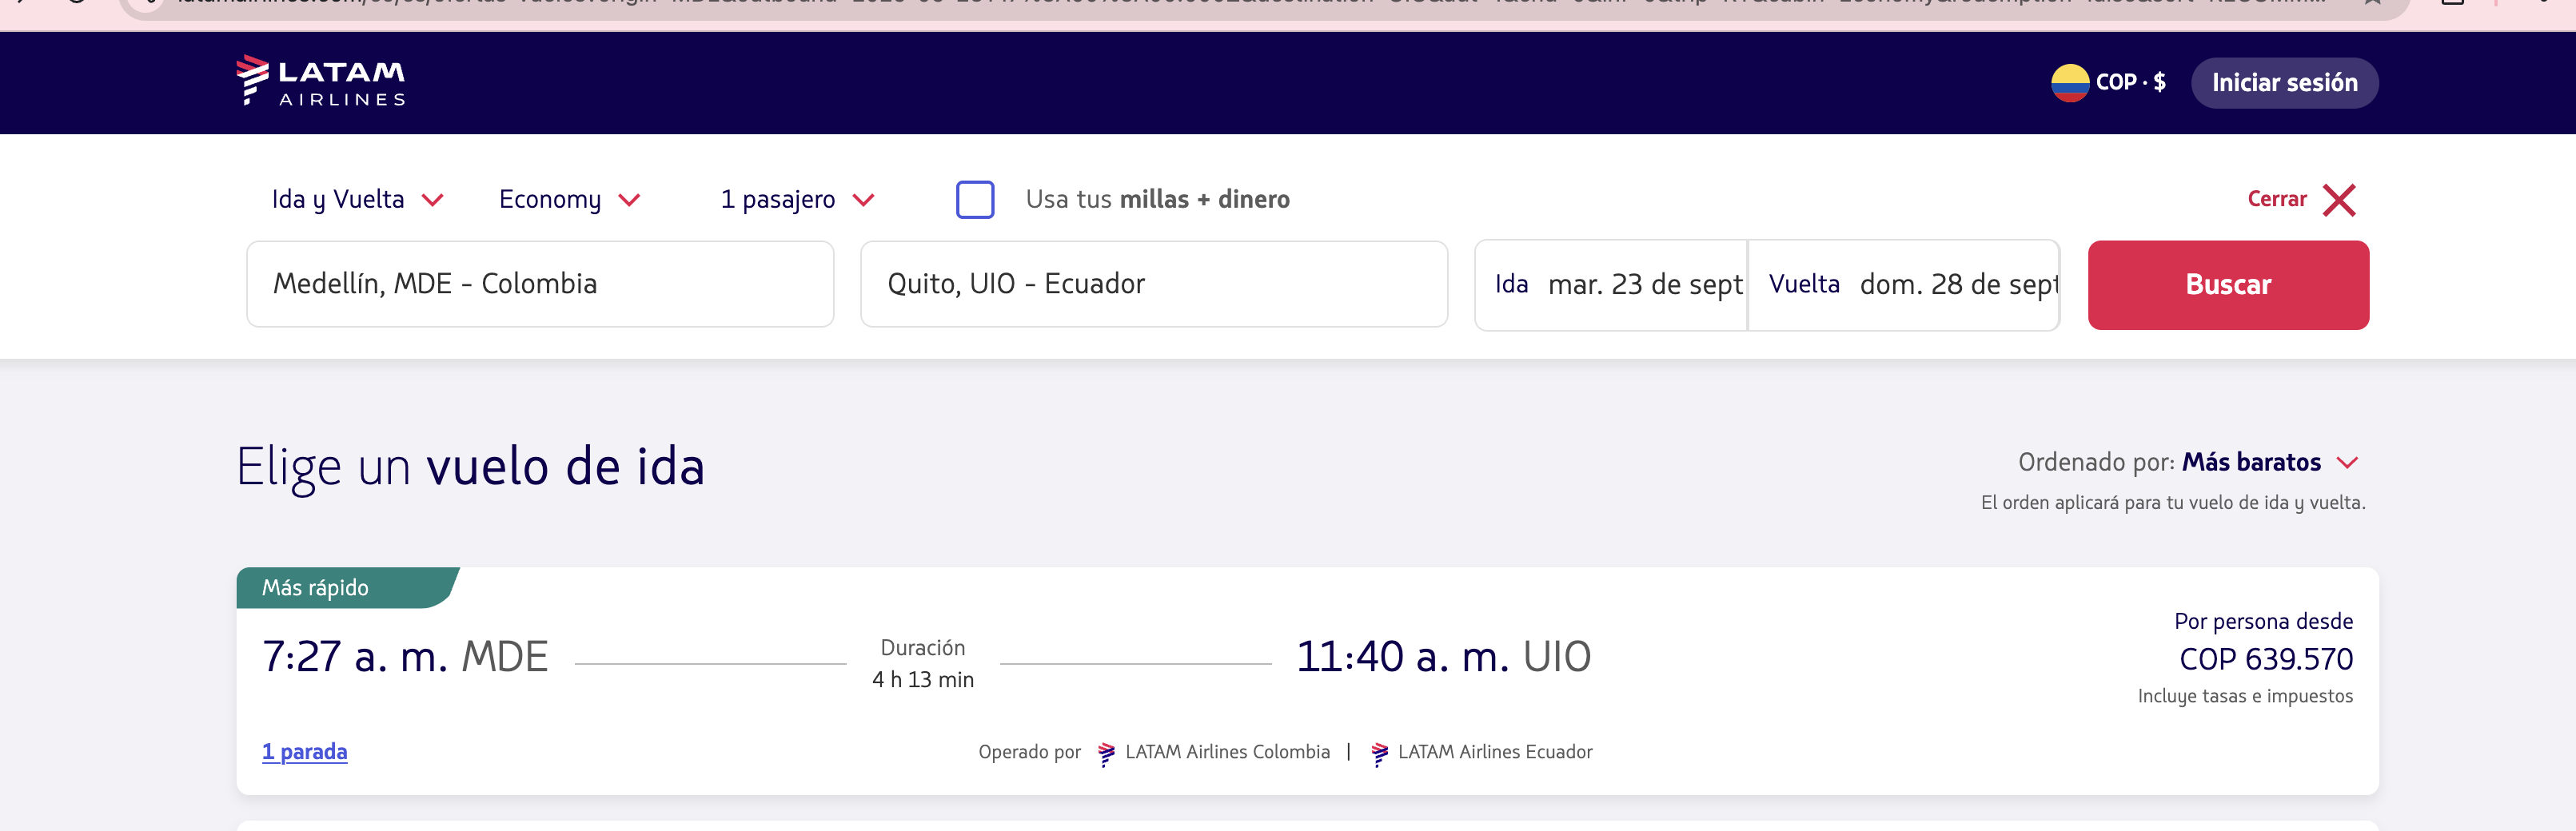 LATAM
AIRLINES
COP · $
Iniciar sesión
Ida y Vuelta
Economy
1 pasajero
Usa tus millas + dinero
Cerrar
Medellín, MDE - Colombia
Quito, UIO - Ecuador
Ida mar. 23 de sept
Vuelta dom. 28 de sept
Buscar
Elige un vuelo de ida
Ordenado por: Más baratos
El orden aplicará para tu vuelo de ida y vuelta.
Más rápido
7:27 a. m. MDE
Duración
4 h 13 min
11:40 a. m. UIO
Por persona desde
COP 639.570
Incluye tasas e impuestos
1 parada
Operado por LATAM Airlines Colombia | LATAM Airlines Ecuador